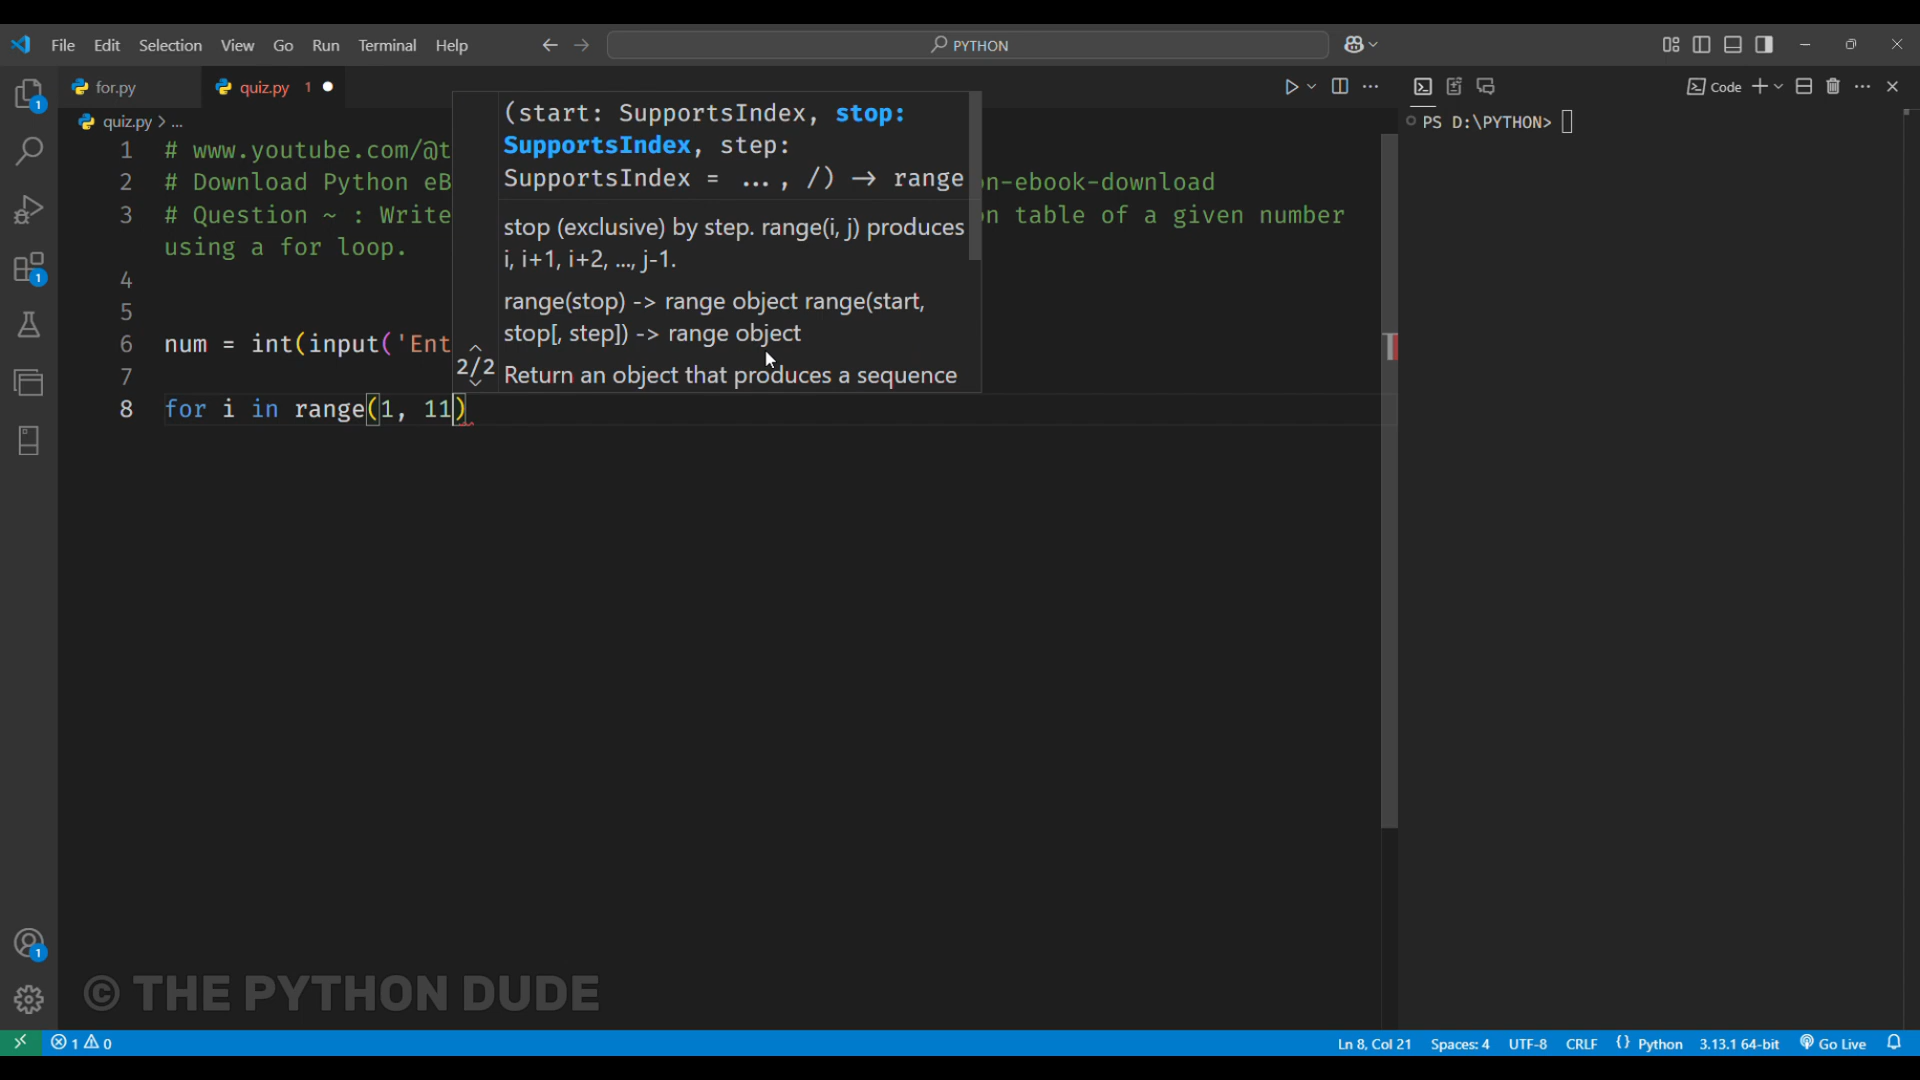 File Edit Selection View Go Run Terminal Help
PYTHON
for.py
quiz.py 1
Code
quiz.py > ...
PS D:\PYTHON>
1 # www.youtube.com/@t
2 # Download Python eB
n-ebook-download
3 # Question ~ : Write
n table of a given number
using a for loop.
4
5
6 num = int(input('Ent
7
8 for i in range(1, 11)
(start: SupportsIndex, stop:
SupportsIndex, step:
SupportsIndex = ..., /) → range
stop (exclusive) by step. range(i, j) produces
i, i+1, i+2, ..., j-1.
range(stop) -> range object range(start,
stop[, step]) -> range object
2/2
Return an object that produces a sequence
1
1
1
© THE PYTHON DUDE
1 0
Ln 8, Col 21 Spaces: 4 UTF-8 CRLF {} Python 3.13.1 64-bit Go Live